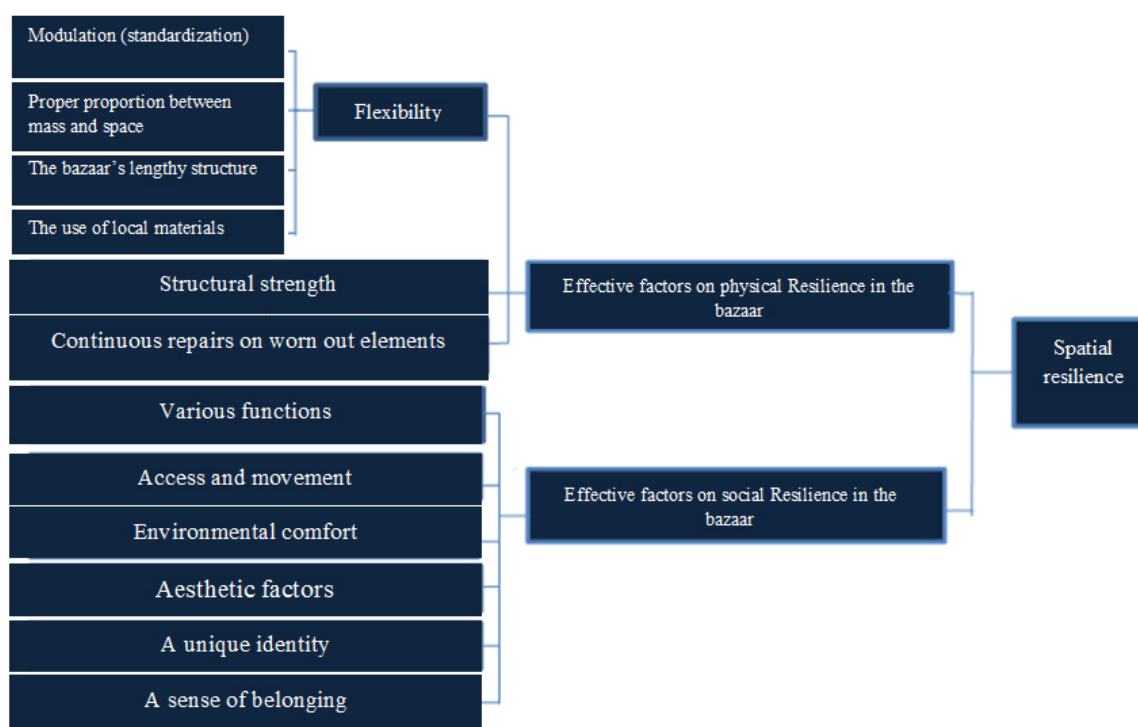 Modulation (standardization)
Proper proportion between
mass and space
The bazaar's lengthy structure
The use of local materials
Flexibility
Structural strength
Continuous repairs on worn out elements
Various functions
Access and movement
Environmental comfort
Aesthetic factors
A unique identity
A sense of belonging
Effective factors on physical Resilience in the
bazaar
Effective factors on social Resilience in the
bazaar
Spatial
resilience